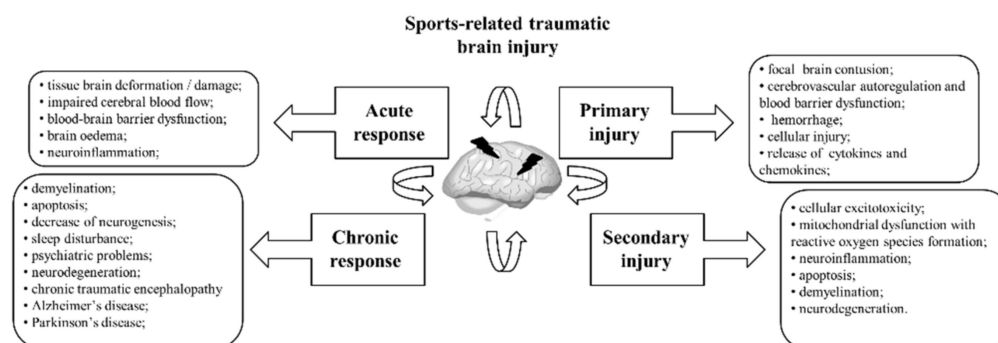 Sports-related traumatic
brain injury
• tissue brain deformation / damage;
• impaired cerebral blood flow;
• blood-brain barrier dysfunction;
• brain oedema;
• neuroinflammation;
Acute
response
Primary
injury
• focal brain contusion;
• cerebrovascular autoregulation and
blood barrier dysfunction;
• hemorrhage;
• cellular injury;
• release of cytokines and
chemokines;
• demyelination;
• apoptosis;
• decrease of neurogenesis;
• sleep disturbance;
• psychiatric problems;
• neurodegeneration;
• chronic traumatic encephalopathy
• Alzheimer's disease;
• Parkinson's disease;
Chronic
response
Secondary
injury
• cellular excitotoxicity;
• mitochondrial dysfunction with
reactive oxygen species formation;
• neuroinflammation;
• apoptosis;
• demyelination;
• neurodegeneration.